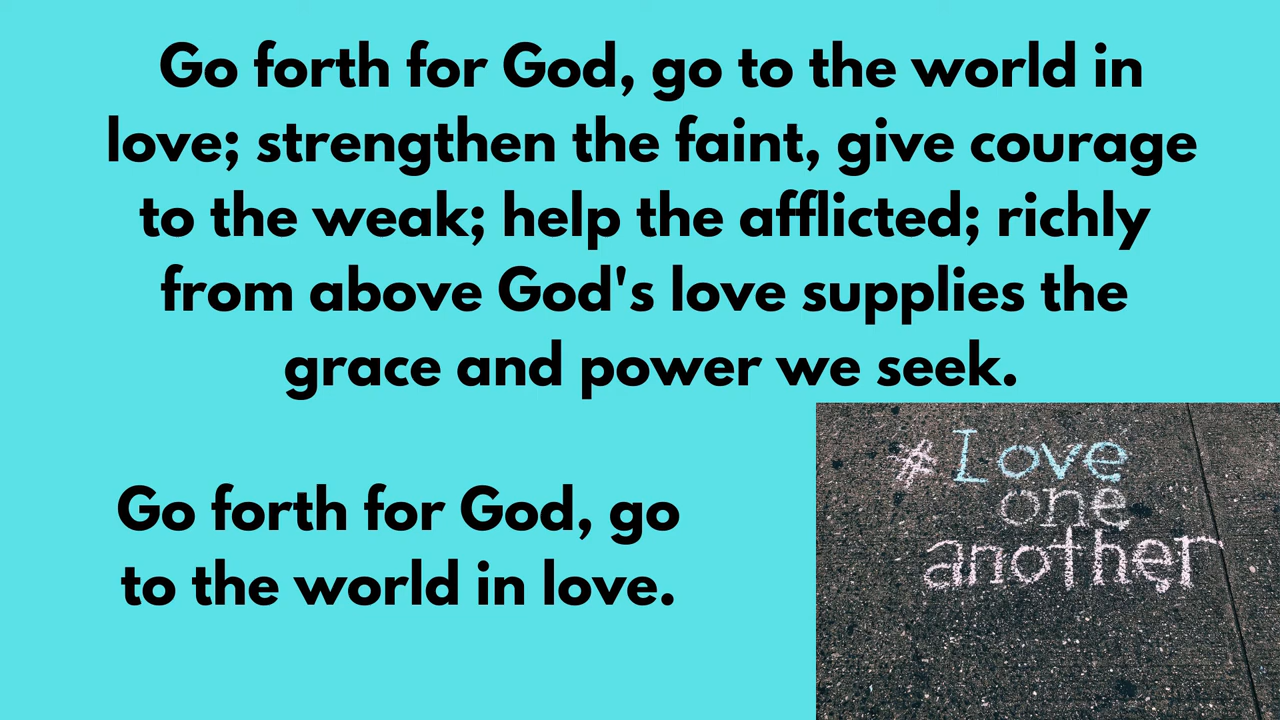 Go forth for God, go to the world in
love; strengthen the faint, give courage
to the weak; help the afflicted; richly
from above God's love supplies the
grace and power we seek.
Go forth for God, go
to the world in love.
# Love
one
another